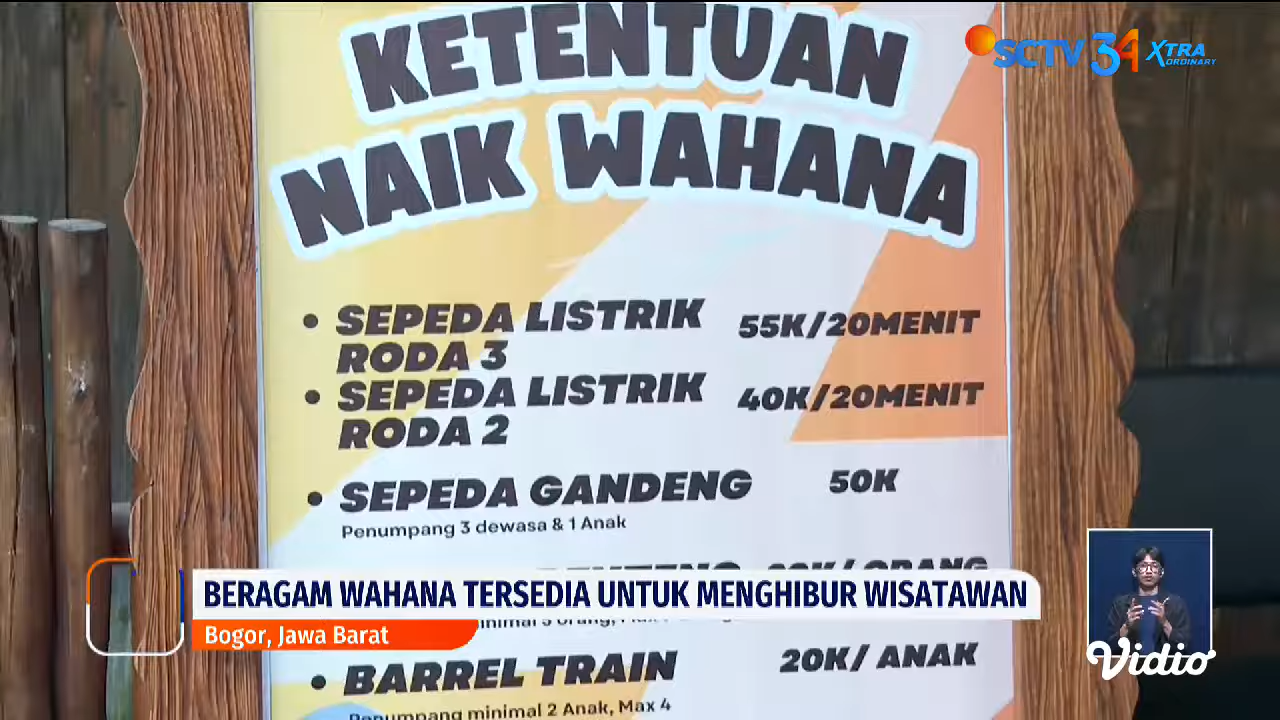 KETENTUAN
NAIK WAHANA
SCTV 34 XTRA
ORDINARY
SEPEDA LISTRIK
RODA 3
55K/20MENIT
SEPEDA LISTRIK
RODA 2
40K/20MENIT
SEPEDA GANDENG
50K
Penumpang 3 dewasa & 1 Anak
BERAGAM WAHANA TERSEDIA UNTUK MENGHIBUR WISATAWAN
Bogor, Jawa Barat
BARREL TRAIN
20K/ ANAK
Penumpang minimal 2 Anak, Max 4
Vidio